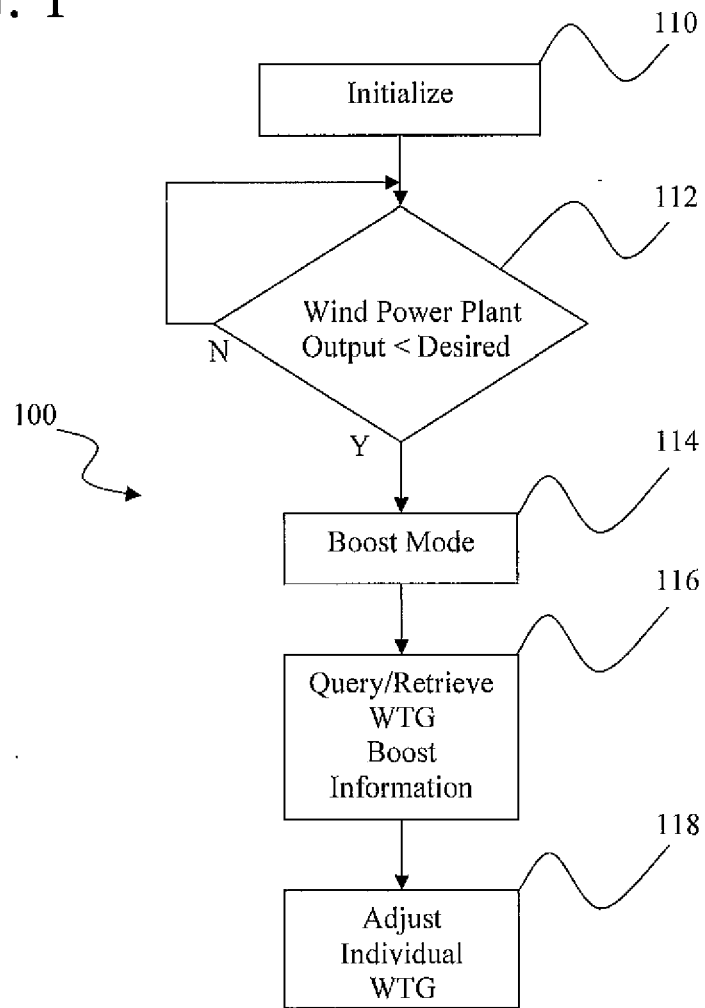 . 1
110
Initialize
112
Wind Power Plant
Output < Desired
N
100
Y
114
Boost Mode
116
Query/Retrieve
WTG
Boost
Information
118
Adjust
Individual
WTG